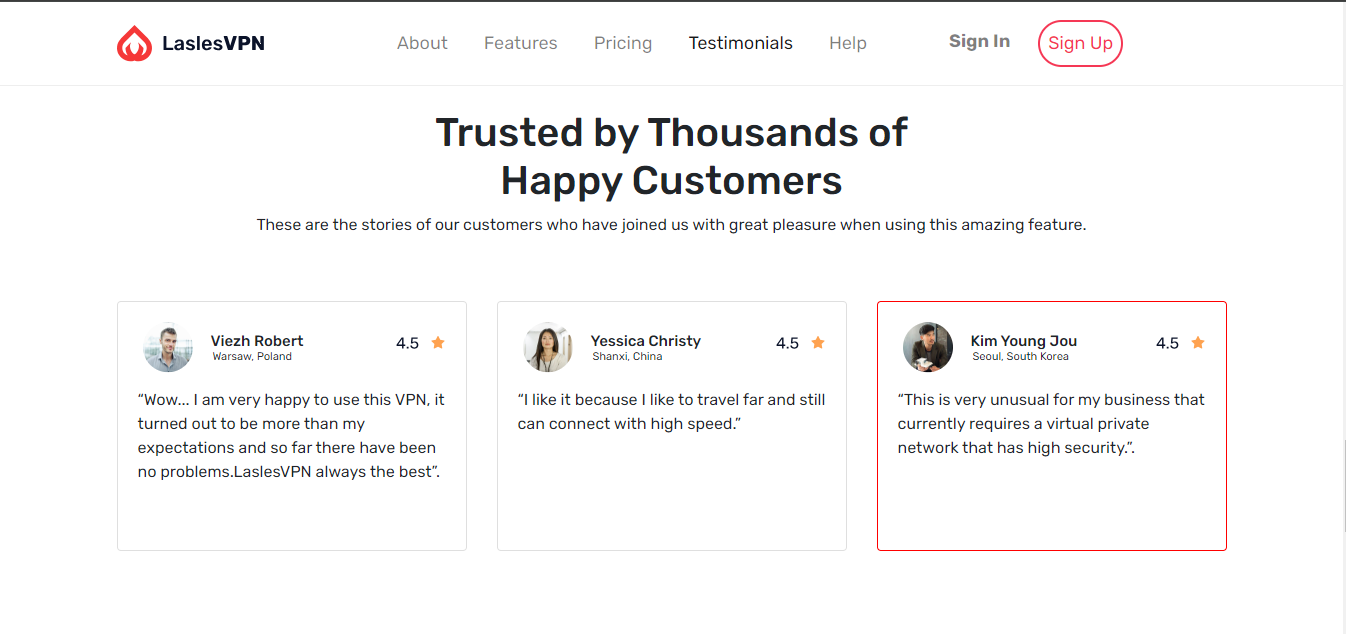 LaslesVPN About Features Pricing Testimonials Help Sign In Sign Up
Trusted by Thousands of
Happy Customers
These are the stories of our customers who have joined us with great pleasure when using this amazing feature.
Viezh Robert 4.5
Warsaw, Poland
“Wow... I am very happy to use this VPN, it
turned out to be more than my
expectations and so far there have been
no problems.LaslesVPN always the best”.
Yessica Christy 4.5
Shanxi, China
“I like it because I like to travel far and still
can connect with high speed.”
Kim Young Jou 4.5
Seoul, South Korea
“This is very unusual for my business that
currently requires a virtual private
network that has high security.”.